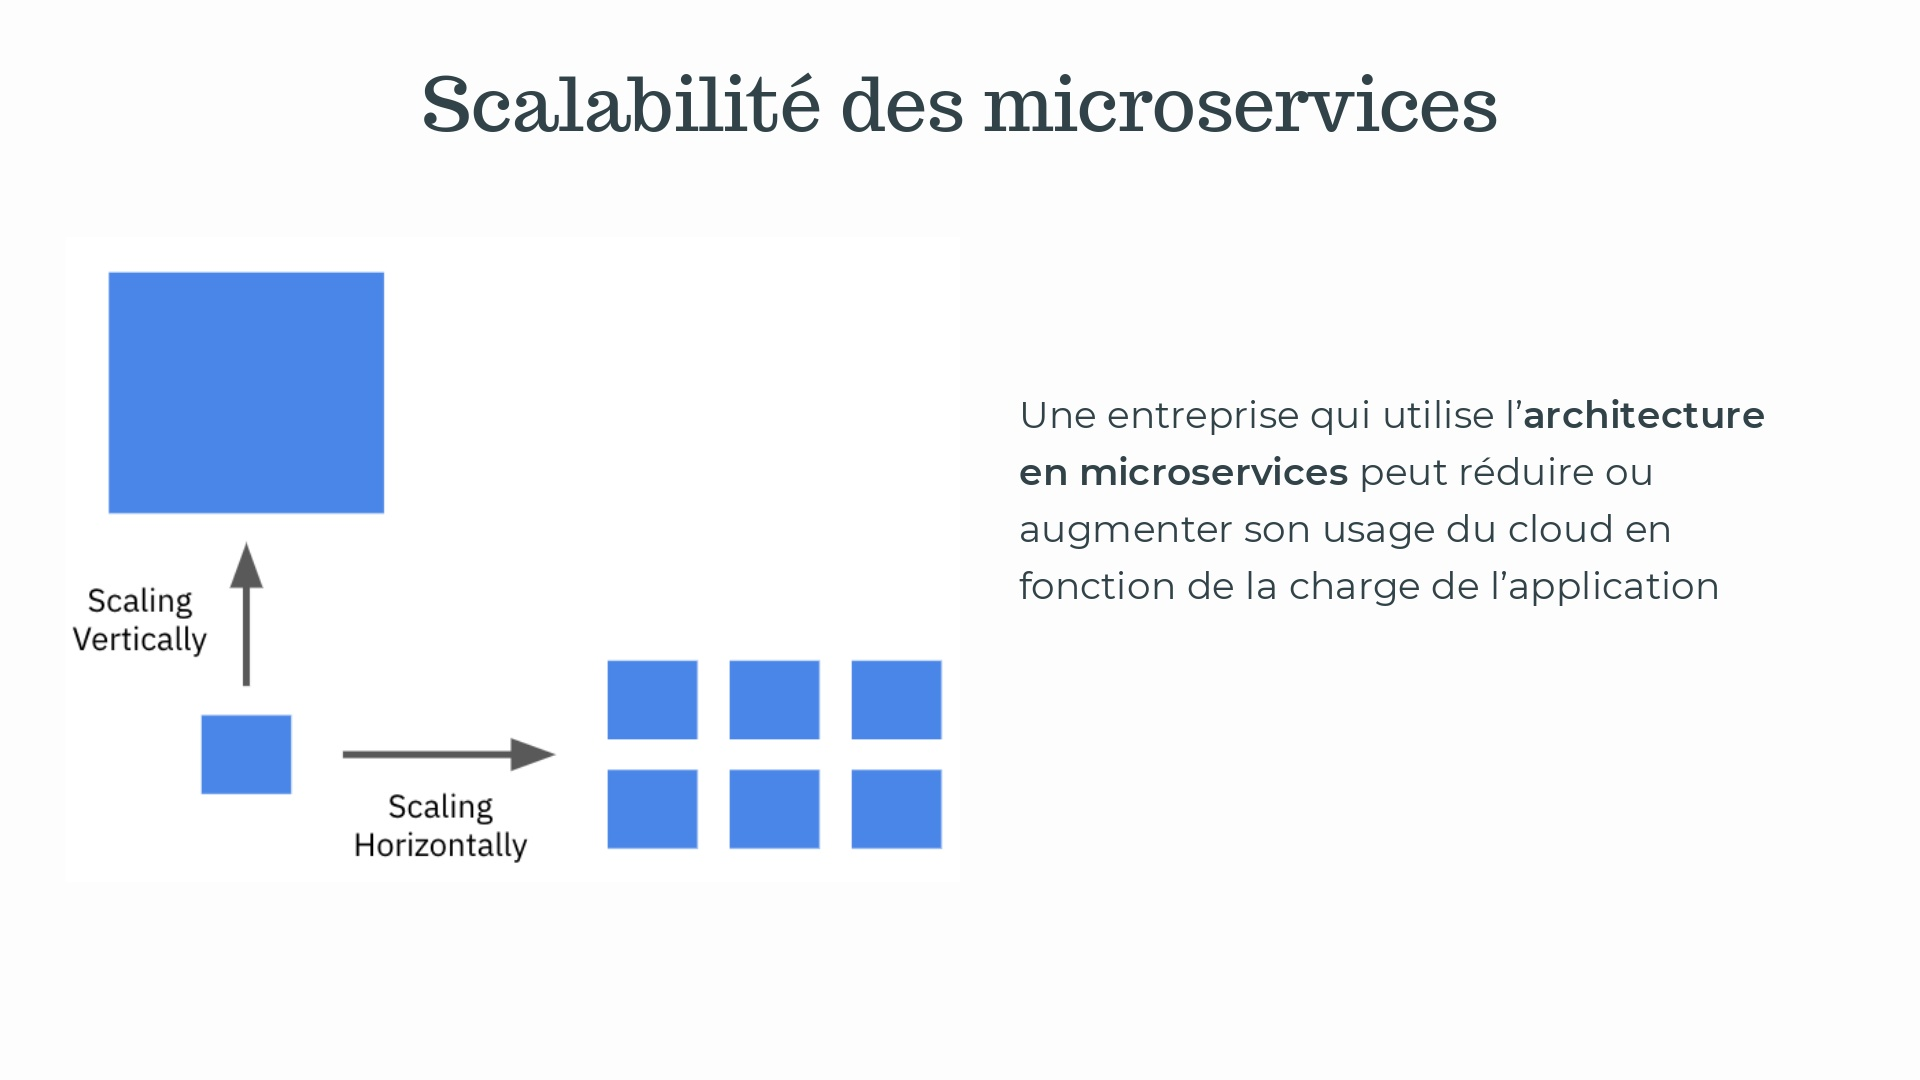 Scalabilité des microservices
Scaling
Vertically
Scaling
Horizontally
Une entreprise qui utilise l’architecture
en microservices peut réduire ou
augmenter son usage du cloud en
fonction de la charge de l’application